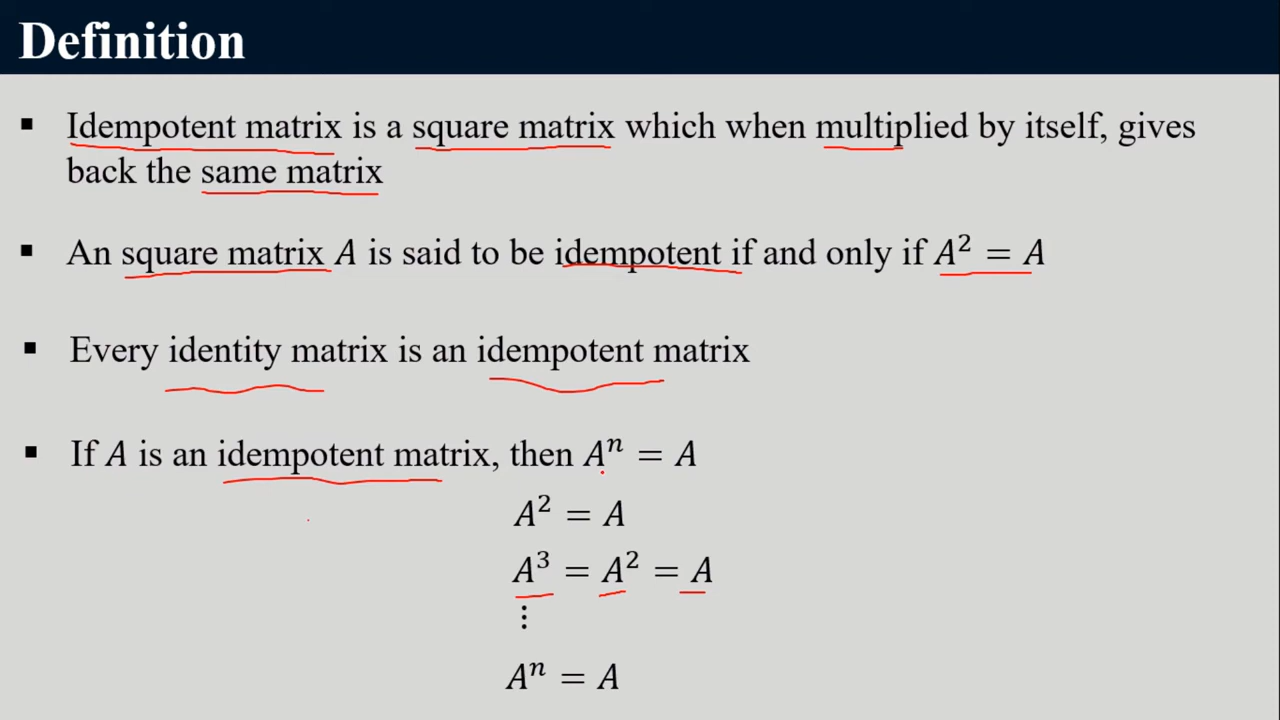 Definition
▪ Idempotent matrix is a square matrix which when multiplied by itself, gives
back the same matrix
▪ An square matrix A is said to be idempotent if and only if A² = A
▪ Every identity matrix is an idempotent matrix
▪ If A is an idempotent matrix, then Aⁿ = A
A² = A
A³ = A² = A
⋮
Aⁿ = A